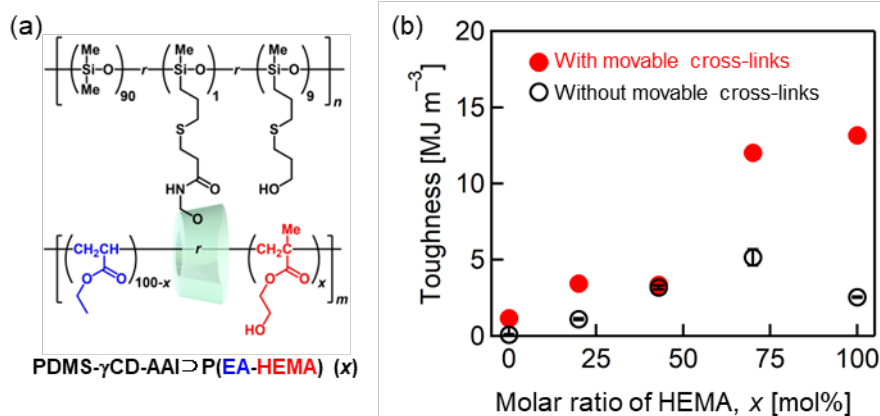 (a)
Me
Me
Me
Si
O
r
Si
O
r
Si
O
Me
90
1
9
n
S
S
HN
O
HO
O
Me
CH2
CH
r
CH2
C
O
O
100-x
O
O
x
m
HO
PDMS-γCD-AAl⊃P(EA-HEMA) (x)
(b)
20
With movable cross-links
Without movable cross-links
15
10
5
0
Toughness [MJ m⁻³]
0
25
50
75
100
Molar ratio of HEMA, x [mol%]